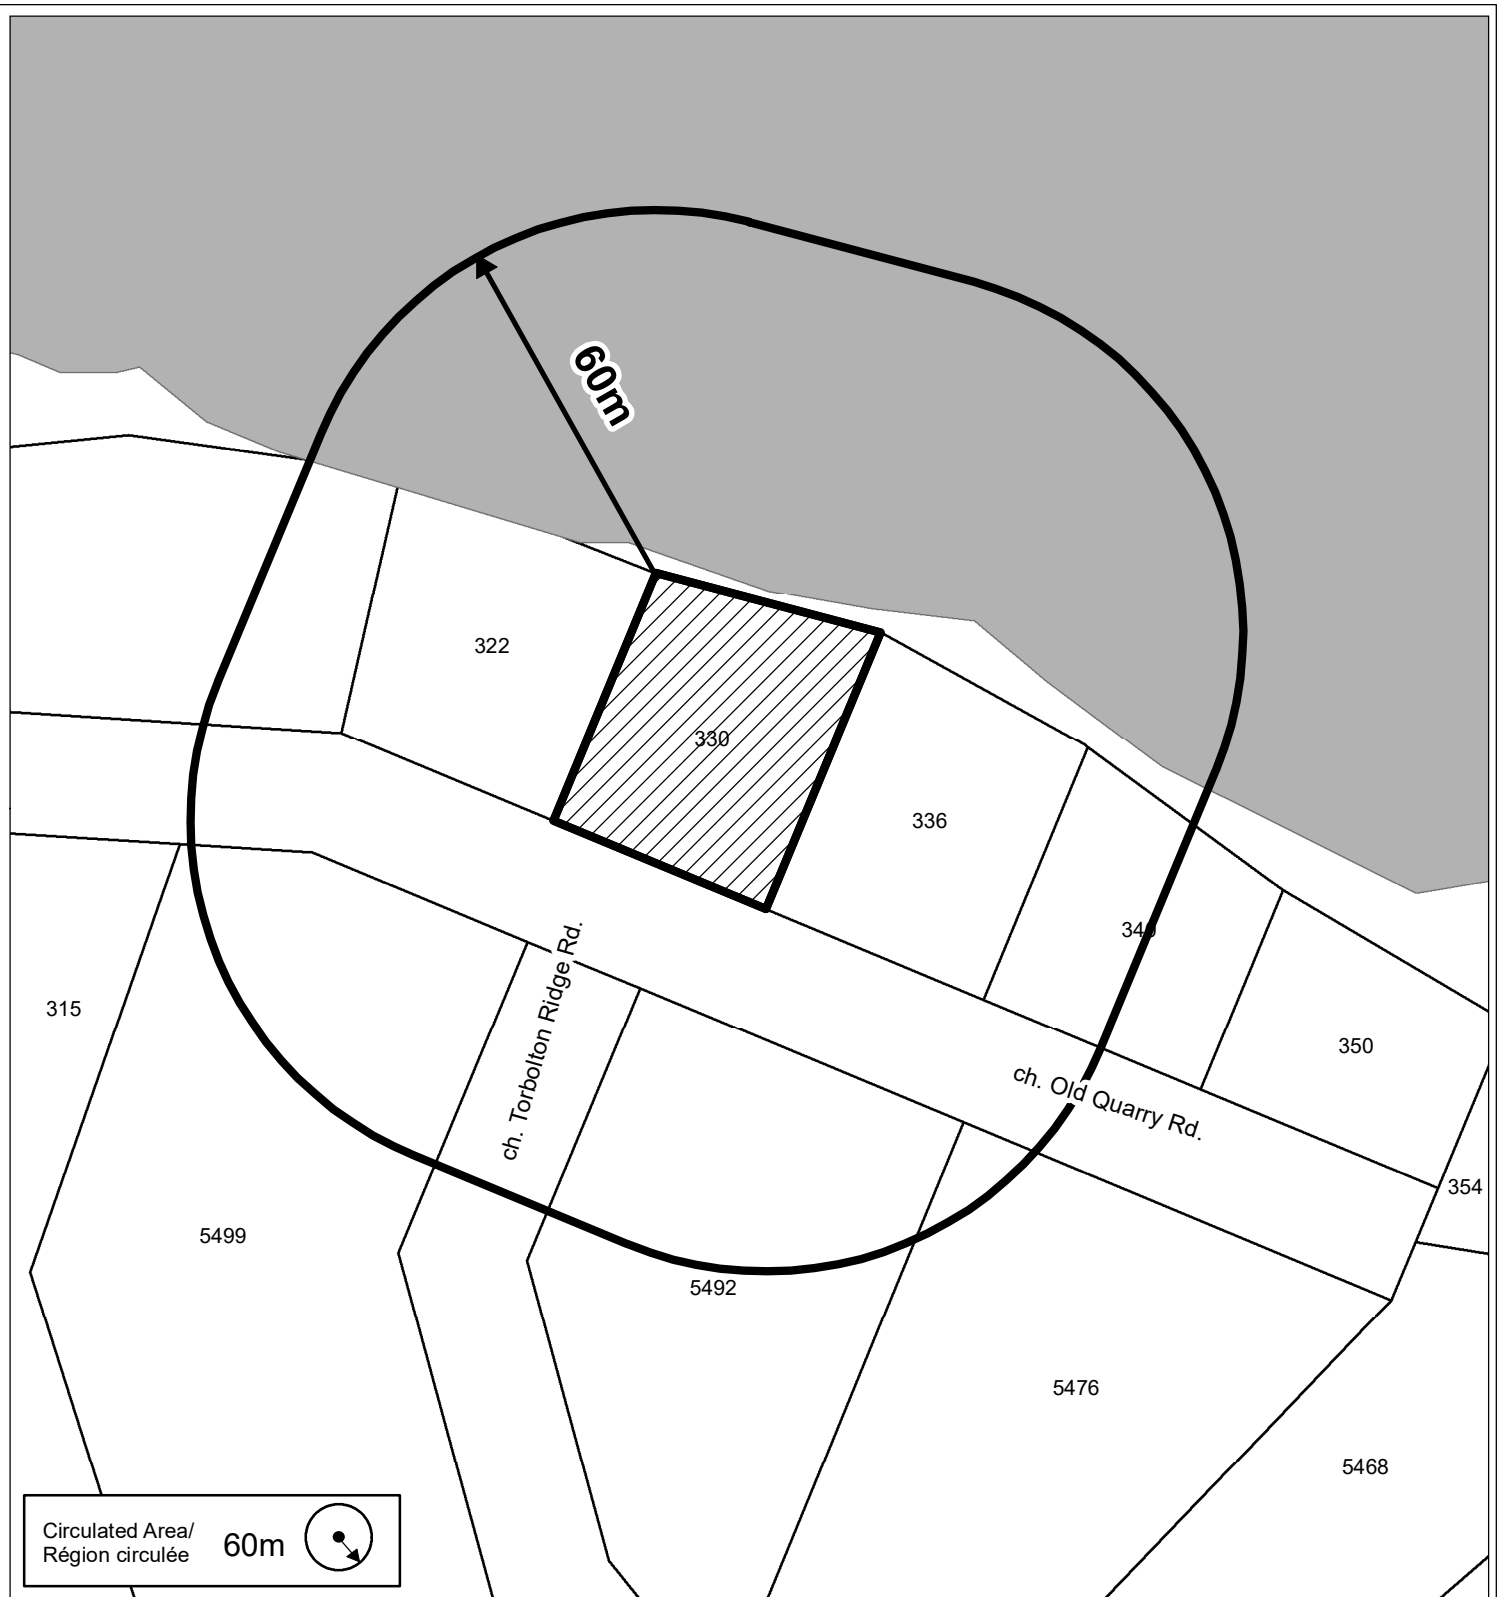 60m
322
330
336
340
315
ch. Torbolton Ridge Rd.
350
ch. Old Quarry Rd.
354
5499
5492
5476
5468
Circulated Area/
Région circulée
60m